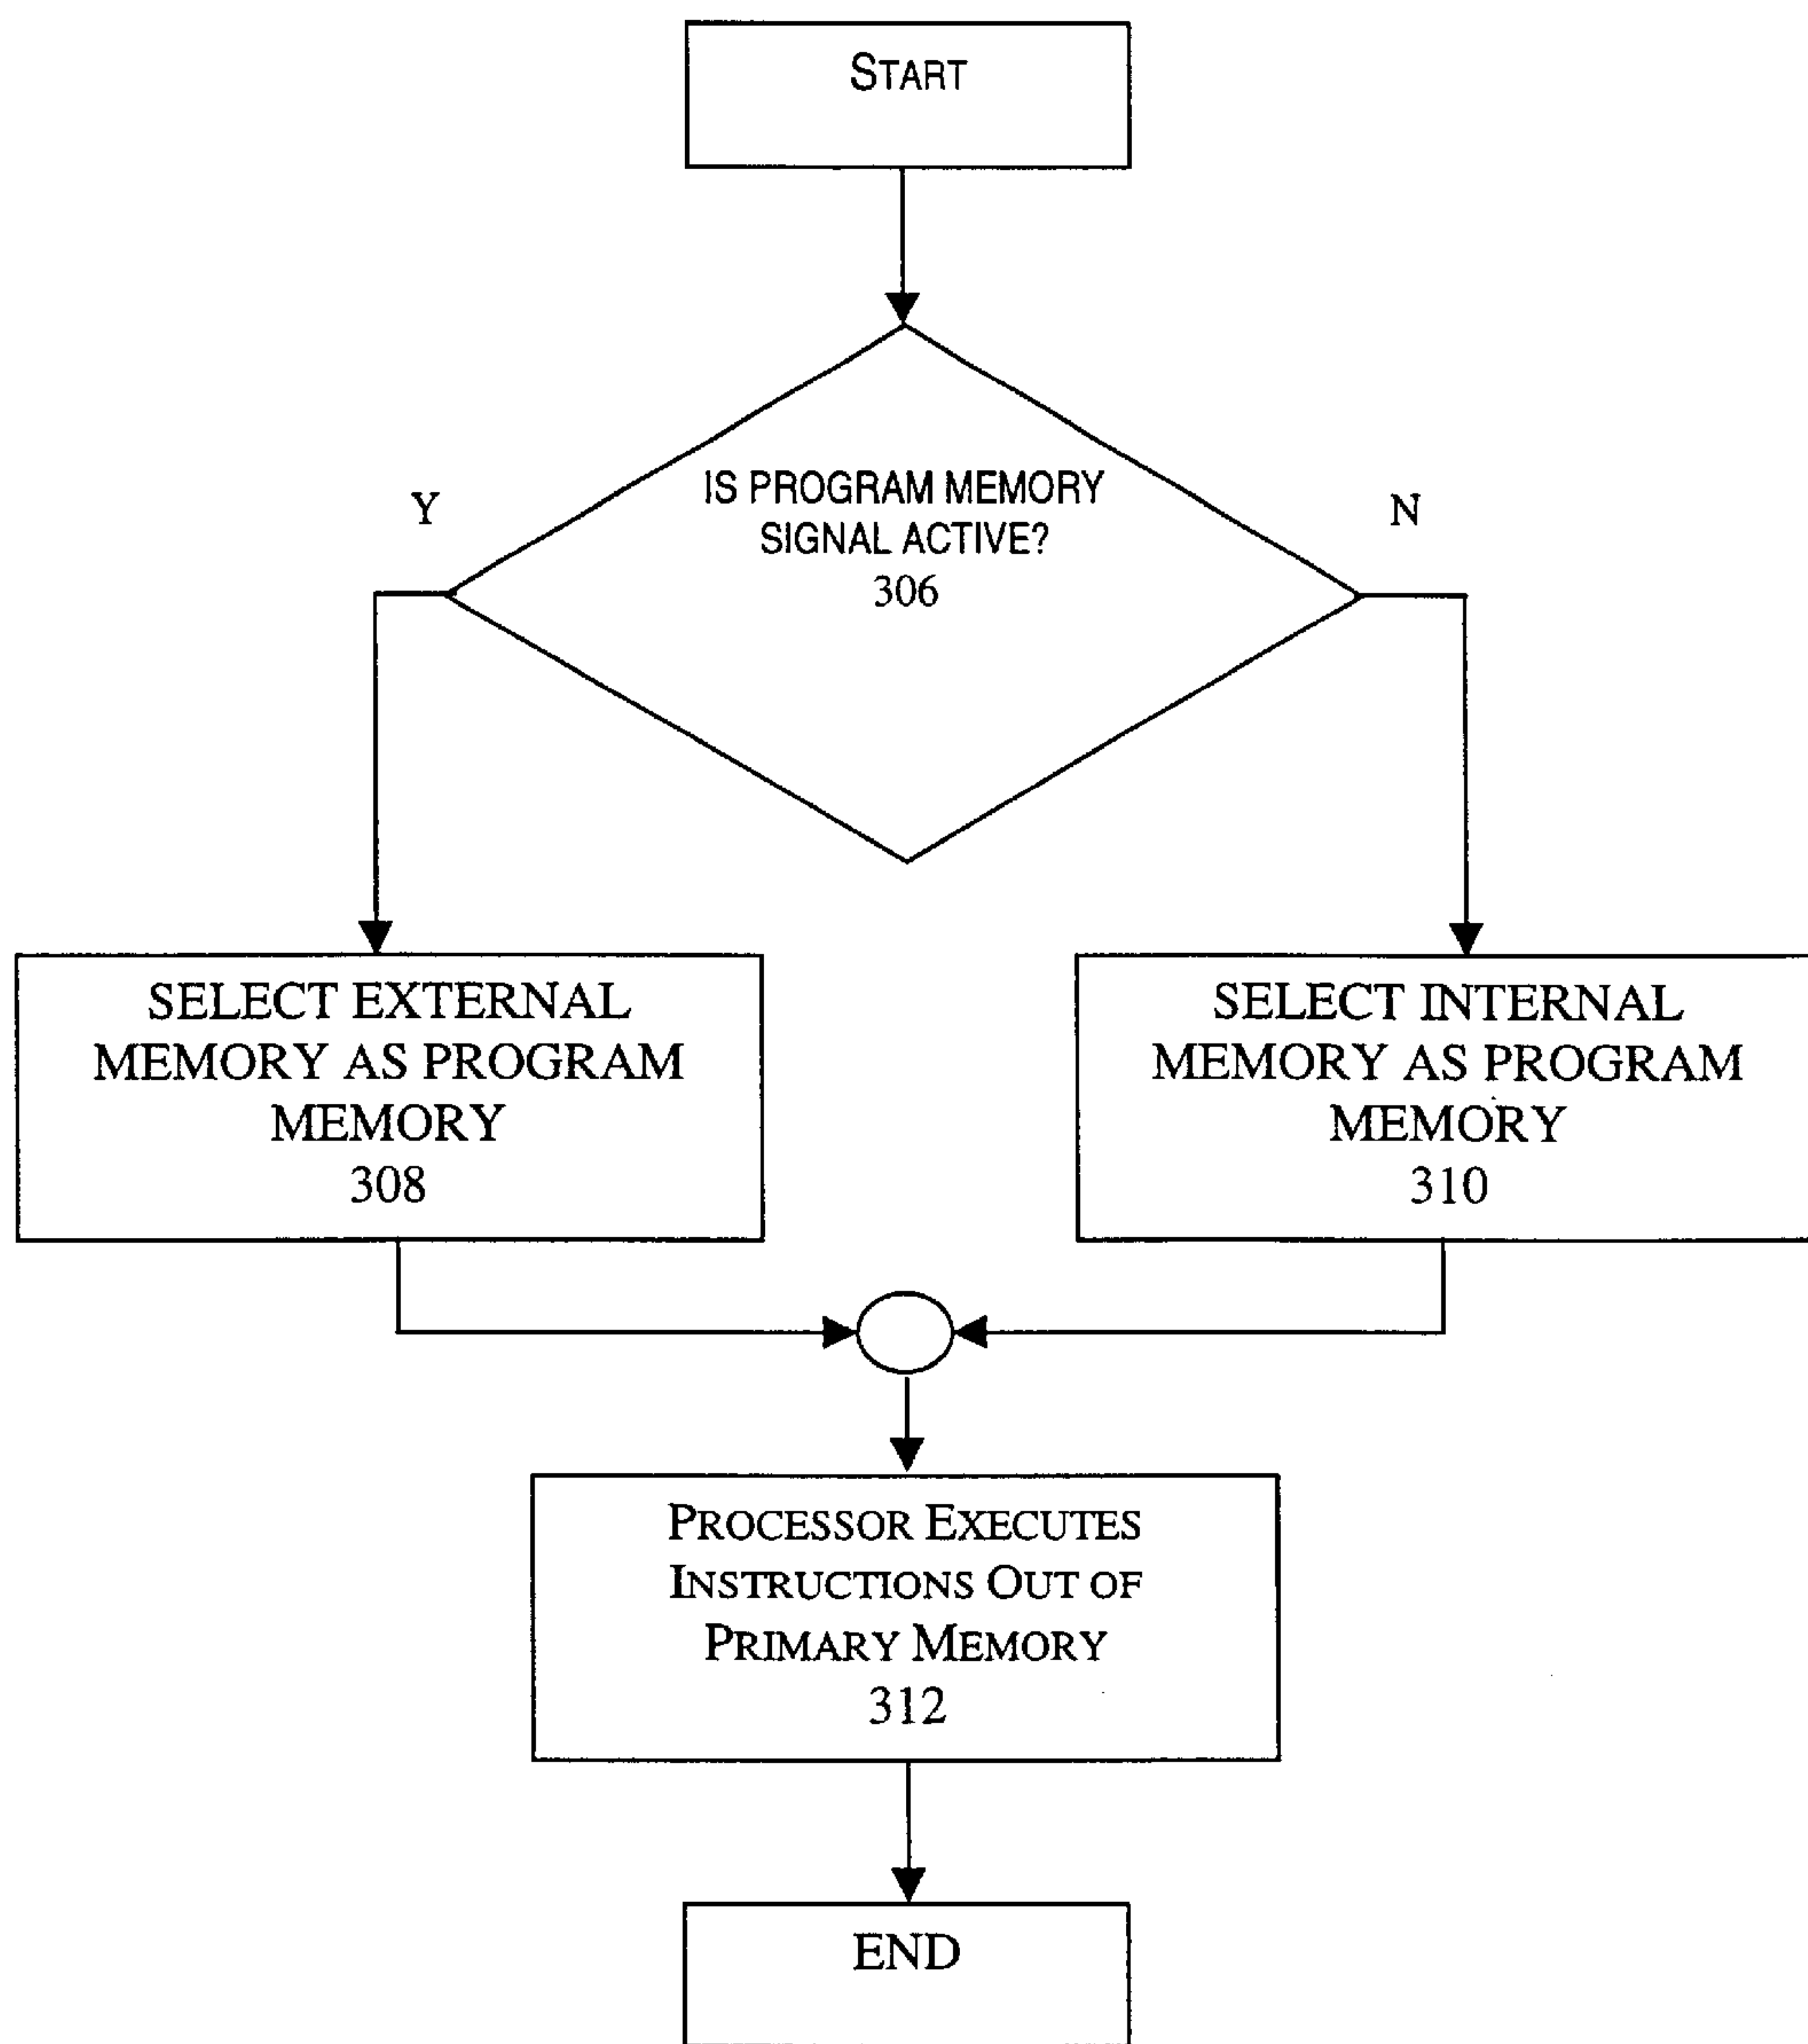 START
IS PROGRAM MEMORY
SIGNAL ACTIVE?
306
Y
N
SELECT EXTERNAL
MEMORY AS PROGRAM
MEMORY
308
SELECT INTERNAL
MEMORY AS PROGRAM
MEMORY
310
PROCESSOR EXECUTES
INSTRUCTIONS OUT OF
PRIMARY MEMORY
312
END